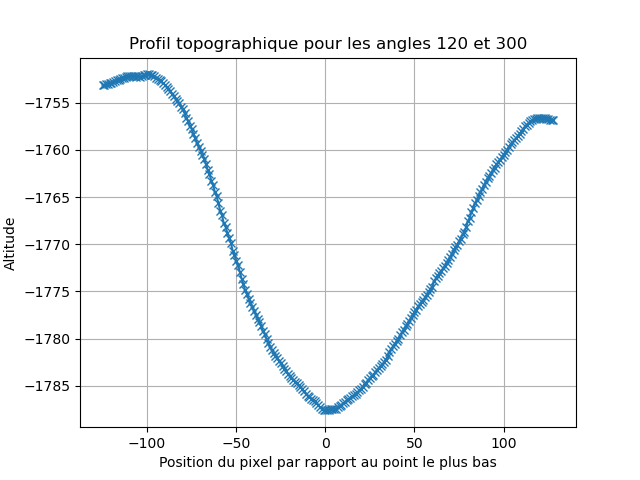 Profil topographique pour les angles 120 et 300
Altitude
−1755
−1760
−1765
−1770
−1775
−1780
−1785
−100 −50 0 50 100
Position du pixel par rapport au point le plus bas